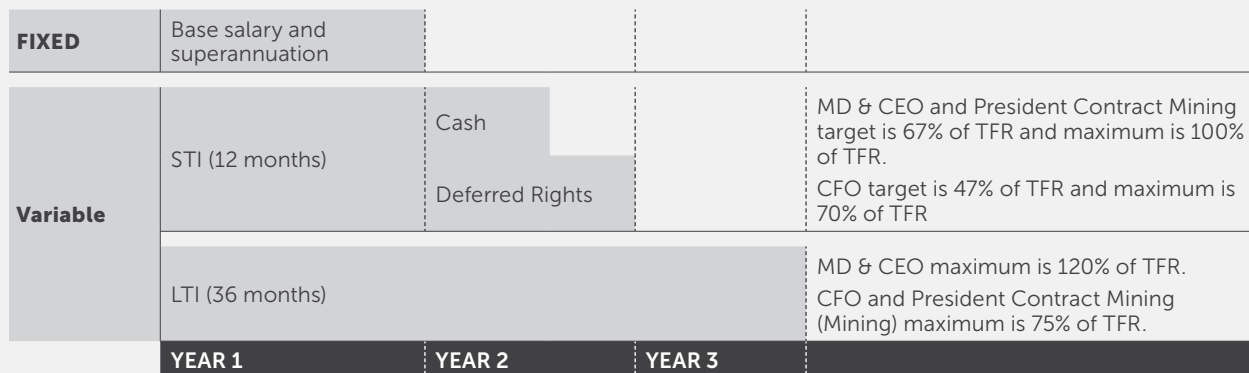 FIXED
Base salary and
superannuation
Variable
STI (12 months)
Cash
Deferred Rights
MD & CEO and President Contract Mining
target is 67% of TFR and maximum is 100%
of TFR.
CFO target is 47% of TFR and maximum is
70% of TFR
LTI (36 months)
MD & CEO maximum is 120% of TFR.
CFO and President Contract Mining
(Mining) maximum is 75% of TFR.
YEAR 1
YEAR 2
YEAR 3